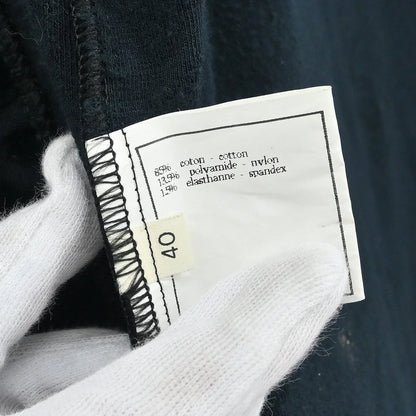 85% coton - cotton
13,5% polyamide - nylon
1,5% elasthanne - spandex
40